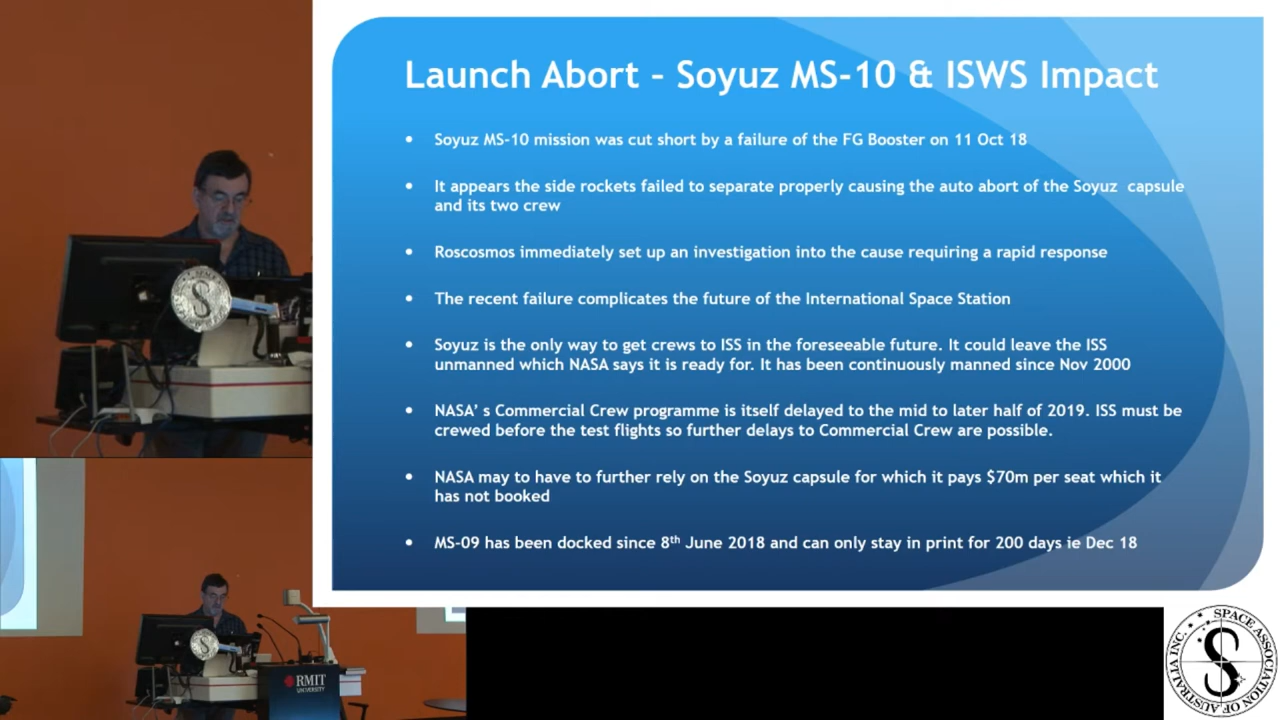 Launch Abort – Soyuz MS-10 & ISWS Impact
• Soyuz MS-10 mission was cut short by a failure of the FG Booster on 11 Oct 18
• It appears the side rockets failed to separate properly causing the auto abort of the Soyuz capsule
and its two crew
• Roscosmos immediately set up an investigation into the cause requiring a rapid response
• The recent failure complicates the future of the International Space Station
• Soyuz is the only way to get crews to ISS in the foreseeable future. It could leave the ISS
unmanned which NASA says it is ready for. It has been continuously manned since Nov 2000
• NASA' s Commercial Crew programme is itself delayed to the mid to later half of 2019. ISS must be
crewed before the test flights so further delays to Commercial Crew are possible.
• NASA may to have to further rely on the Soyuz capsule for which it pays $70m per seat which it
has not booked
• MS-09 has been docked since 8th June 2018 and can only stay in print for 200 days ie Dec 18
RMIT
UNIVERSITY
SPACE ASSOCIATION OF AUSTRALIA INC.
S